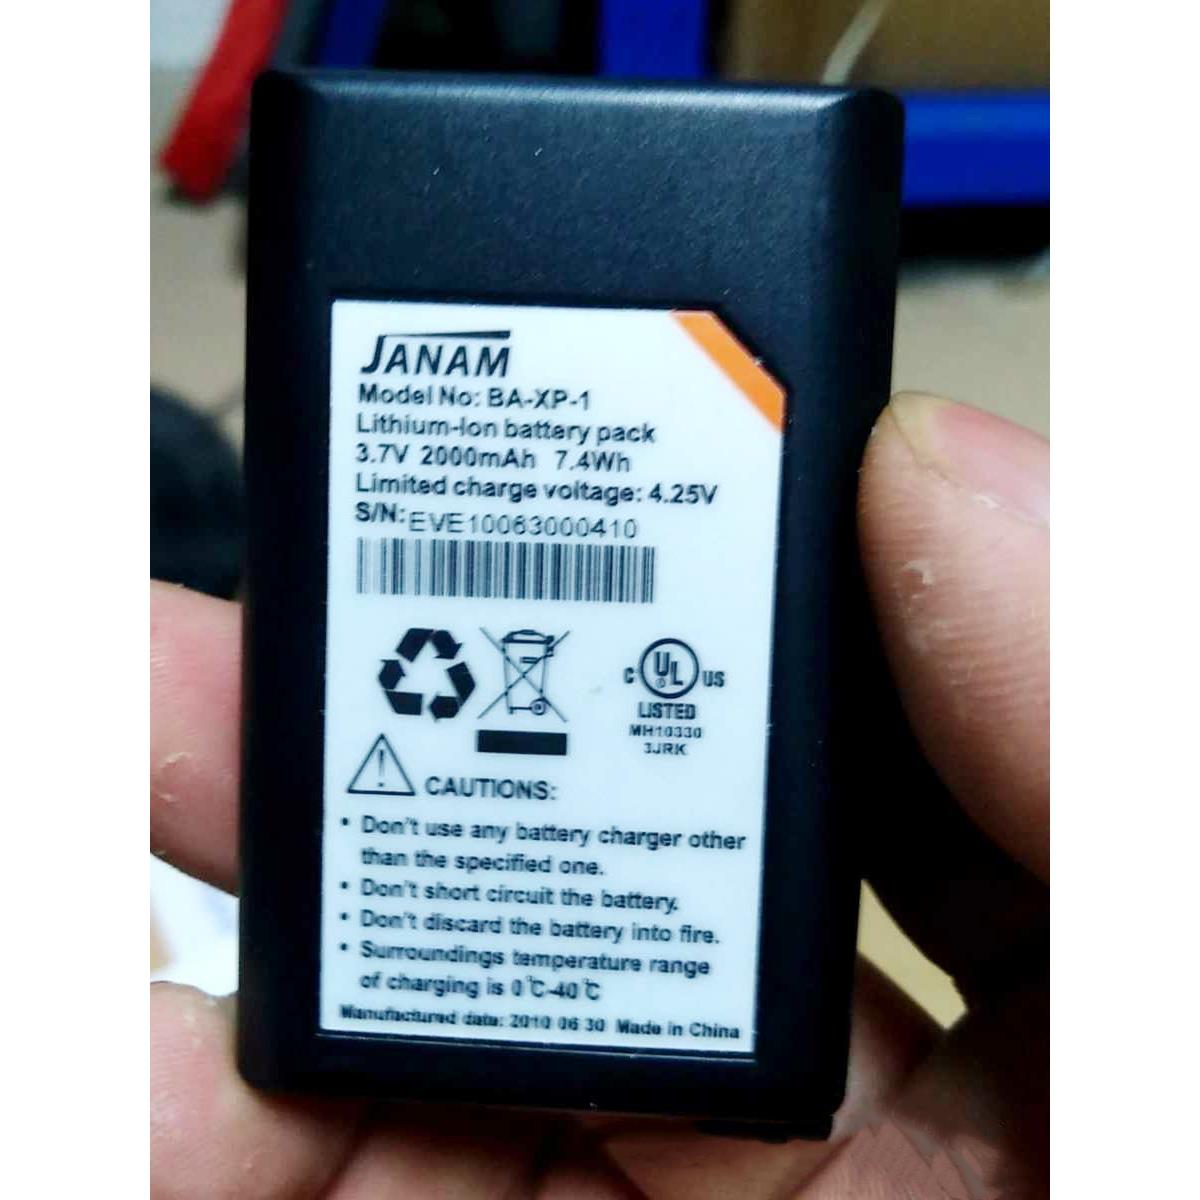 JANAM
Model No: BA-XP-1
Lithium-Ion battery pack
3.7V 2000mAh 7.4Wh
Limited charge voltage: 4.25V
S/N: EVE10063000410
C UL US
LISTED
MH10330
3JRK
CAUTIONS:
• Don't use any battery charger other
than the specified one.
• Don't short circuit the battery.
• Don't discard the battery into fire.
• Surroundings temperature range
of charging is 0℃-40℃
Manufactured date: 2010 06 30 Made in China